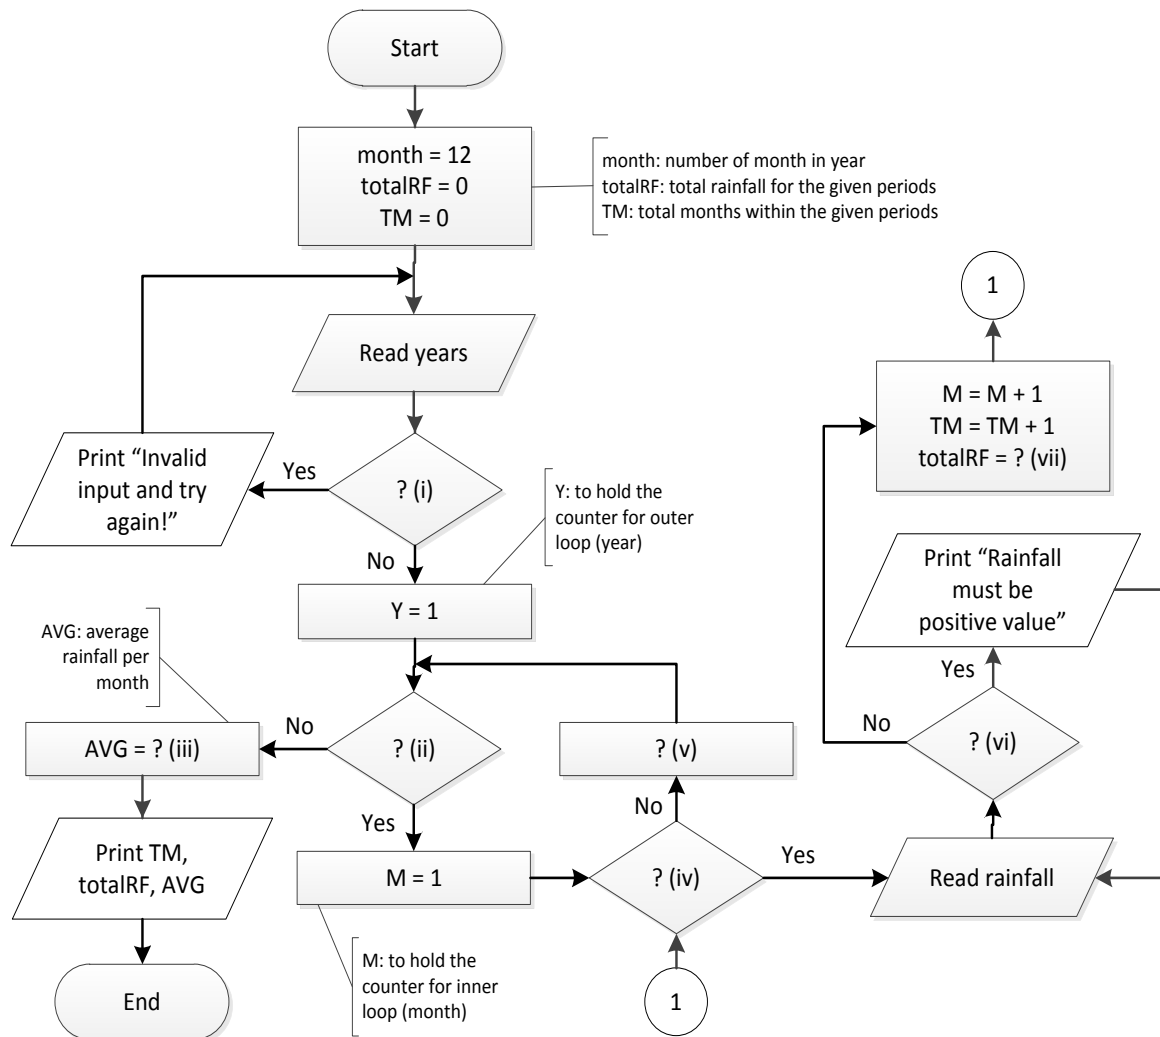 Start
month = 12
totalRF = 0
TM = 0
month: number of month in year
totalRF: total rainfall for the given periods
TM: total months within the given periods
Read years
? (i)
Yes
Print “Invalid
input and try
again!”
No
Y: to hold the
counter for outer
loop (year)
Y = 1
? (ii)
No
AVG: average
rainfall per
month
AVG = ? (iii)
Print TM,
totalRF, AVG
End
Yes
M = 1
M: to hold the
counter for inner
loop (month)
? (iv)
No
? (v)
1
Yes
Read rainfall
? (vi)
Yes
Print “Rainfall
must be
positive value”
No
M = M + 1
TM = TM + 1
totalRF = ? (vii)
1